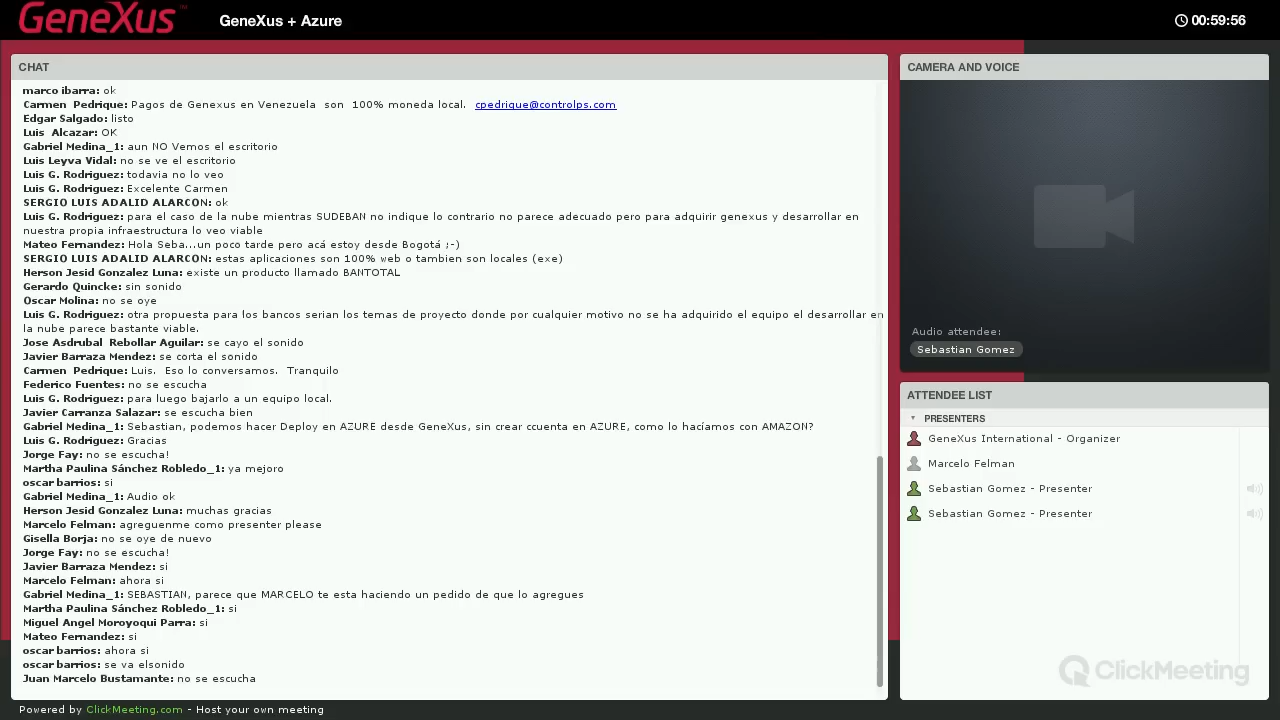 GeneXus™
GeneXus + Azure
00:59:56
CHAT
marco ibarra: ok
Carmen Pedrique: Pagos de Genexus en Venezuela son 100% moneda local. cpedrique@controlps.com
Edgar Salgado: listo
Luis Alcazar: OK
Gabriel Medina_1: aun NO Vemos el escritorio
Luis Leyva Vidal: no se ve el escritorio
Luis G. Rodriguez: todavia no lo veo
Luis G. Rodriguez: Excelente Carmen
SERGIO LUIS ADALID ALARCON: ok
Luis G. Rodriguez: para el caso de la nube mientras SUDEBAN no indique lo contrario no parece adecuado pero para adquirir genexus y desarrollar en
nuestra propia infraestructura lo veo viable
Mateo Fernandez: Hola Seba...un poco tarde pero acá estoy desde Bogotá ;-)
SERGIO LUIS ADALID ALARCON: estas aplicaciones son 100% web o tambien son locales (exe)
Herson Jesid Gonzalez Luna: existe un producto llamado BANTOTAL
Gerardo Quincke: sin sonido
Oscar Molina: no se oye
Luis G. Rodriguez: otra propuesta para los bancos serian los temas de proyecto donde por cualquier motivo no se ha adquirido el equipo el desarrollar en
la nube parece bastante viable.
Jose Asdrubal Rebollar Aguilar: se cayo el sonido
Javier Barraza Mendez: se corta el sonido
Carmen Pedrique: Luis. Eso lo conversamos. Tranquilo
Federico Fuentes: no se escucha
Luis G. Rodriguez: para luego bajarlo a un equipo local.
Javier Carranza Salazar: se escucha bien
Gabriel Medina_1: Sebastian, podemos hacer Deploy en AZURE desde GeneXus, sin crear ccuenta en AZURE, como lo hacíamos con AMAZON?
Luis G. Rodriguez: Gracias
Jorge Fay: no se escucha!
Martha Paulina Sánchez Robledo_1: ya mejoro
oscar barrios: si
Gabriel Medina_1: Audio ok
Herson Jesid Gonzalez Luna: muchas gracias
Marcelo Felman: agreguenme como presenter please
Gisella Borja: no se oye de nuevo
Jorge Fay: no se escucha!
Javier Barraza Mendez: si
Marcelo Felman: ahora si
Gabriel Medina_1: SEBASTIAN, parece que MARCELO te esta haciendo un pedido de que lo agregues
Martha Paulina Sánchez Robledo_1: si
Miguel Angel Moroyoqui Parra: si
Mateo Fernandez: si
oscar barrios: ahora si
oscar barrios: se va elsonido
Juan Marcelo Bustamante: no se escucha
CAMERA AND VOICE
Audio attendee:
Sebastian Gomez
ATTENDEE LIST
PRESENTERS
GeneXus International - Organizer
Marcelo Felman
Sebastian Gomez - Presenter
Sebastian Gomez - Presenter
ClickMeeting
Powered by ClickMeeting.com - Host your own meeting